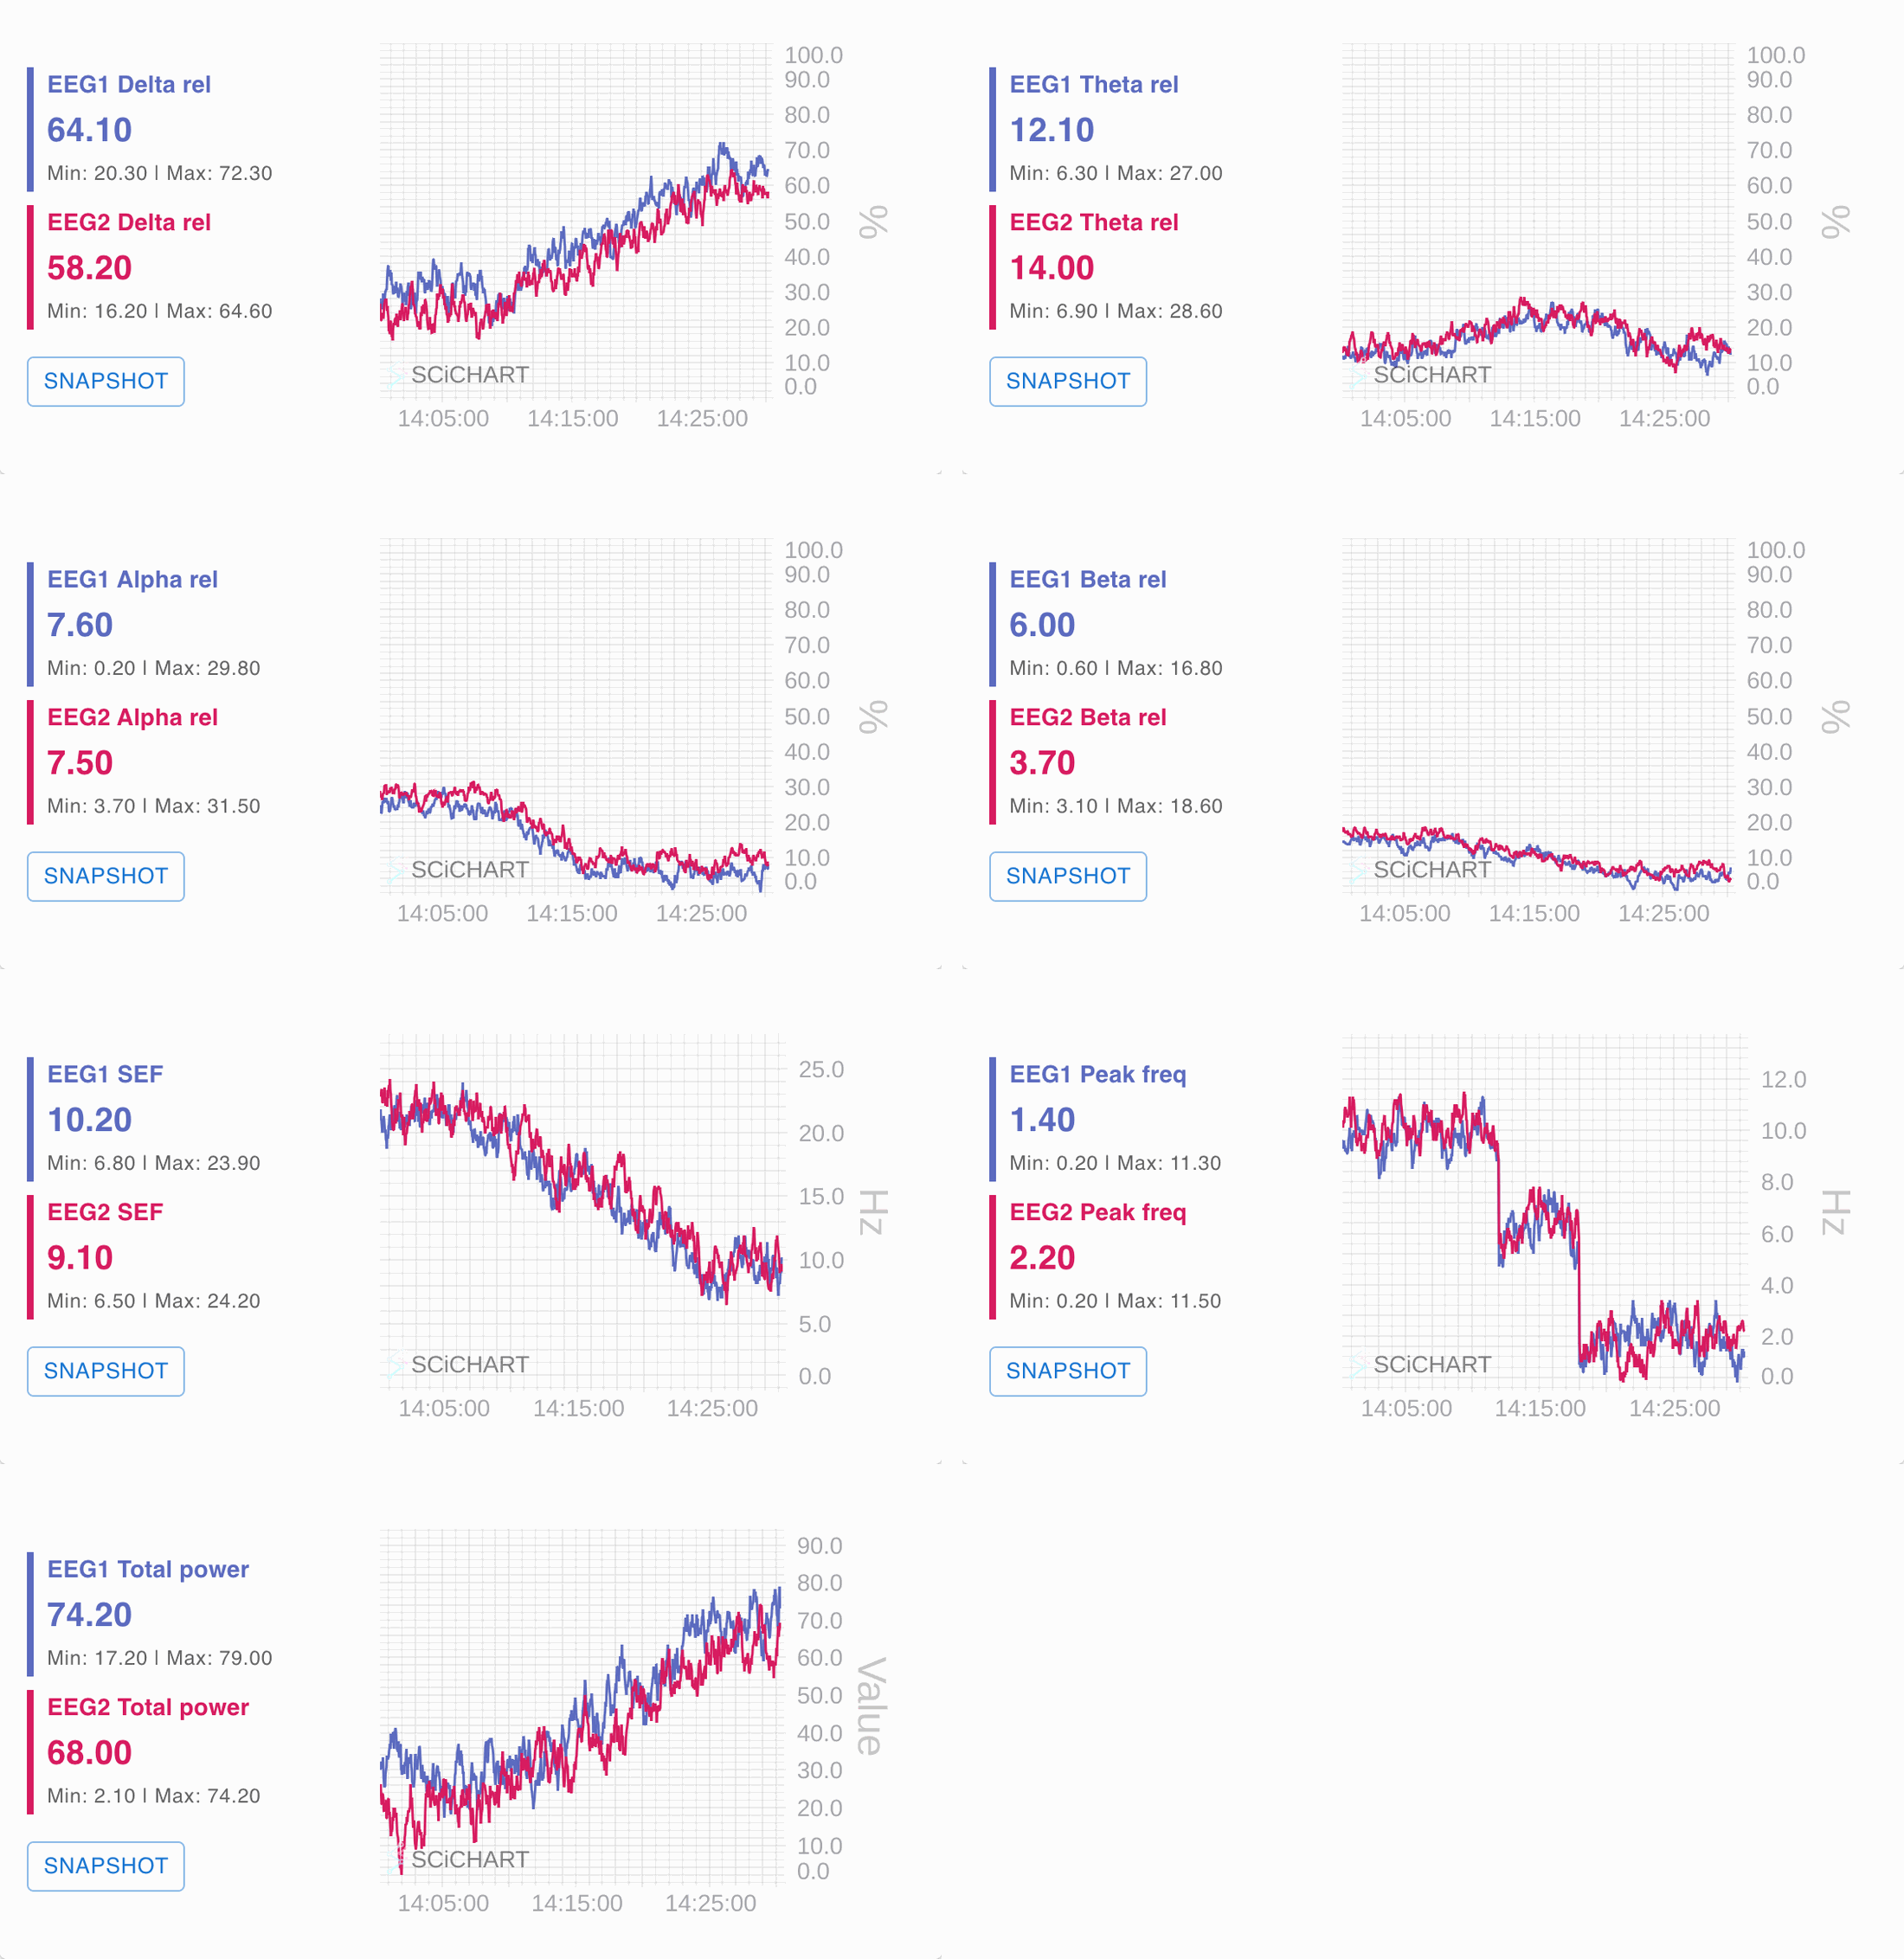 EEG1 Delta rel
64.10
Min: 20.30 | Max: 72.30
EEG2 Delta rel
58.20
Min: 16.20 | Max: 64.60
SNAPSHOT
100.0
90.0
80.0
70.0
60.0
50.0
40.0
30.0
20.0
10.0
0.0
%
SCiCHART
14:05:00 14:15:00 14:25:00
EEG1 Theta rel
12.10
Min: 6.30 | Max: 27.00
EEG2 Theta rel
14.00
Min: 6.90 | Max: 28.60
SNAPSHOT
100.0
90.0
80.0
70.0
60.0
50.0
40.0
30.0
20.0
10.0
0.0
%
SCiCHART
14:05:00 14:15:00 14:25:00
EEG1 Alpha rel
7.60
Min: 0.20 | Max: 29.80
EEG2 Alpha rel
7.50
Min: 3.70 | Max: 31.50
SNAPSHOT
100.0
90.0
80.0
70.0
60.0
50.0
40.0
30.0
20.0
10.0
0.0
%
SCiCHART
14:05:00 14:15:00 14:25:00
EEG1 Beta rel
6.00
Min: 0.60 | Max: 16.80
EEG2 Beta rel
3.70
Min: 3.10 | Max: 18.60
SNAPSHOT
100.0
90.0
80.0
70.0
60.0
50.0
40.0
30.0
20.0
10.0
0.0
%
SCiCHART
14:05:00 14:15:00 14:25:00
EEG1 SEF
10.20
Min: 6.80 | Max: 23.90
EEG2 SEF
9.10
Min: 6.50 | Max: 24.20
SNAPSHOT
25.0
20.0
15.0
10.0
5.0
0.0
Hz
SCiCHART
14:05:00 14:15:00 14:25:00
EEG1 Peak freq
1.40
Min: 0.20 | Max: 11.30
EEG2 Peak freq
2.20
Min: 0.20 | Max: 11.50
SNAPSHOT
12.0
10.0
8.0
6.0
4.0
2.0
0.0
Hz
SCiCHART
14:05:00 14:15:00 14:25:00
EEG1 Total power
74.20
Min: 17.20 | Max: 79.00
EEG2 Total power
68.00
Min: 2.10 | Max: 74.20
SNAPSHOT
90.0
80.0
70.0
60.0
50.0
40.0
30.0
20.0
10.0
0.0
Value
SCiCHART
14:05:00 14:15:00 14:25:00